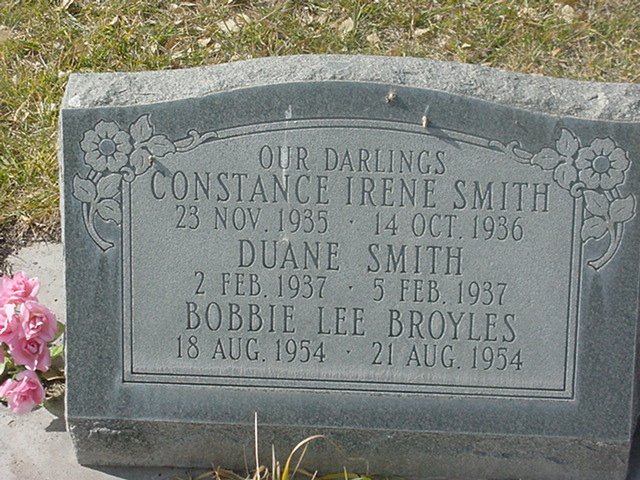 OUR DARLINGS
CONSTANCE IRENE SMITH
23 NOV. 1935 · 14 OCT. 1936
DUANE SMITH
2 FEB. 1937 · 5 FEB. 1937
BOBBIE LEE BROYLES
18 AUG. 1954 · 21 AUG. 1954